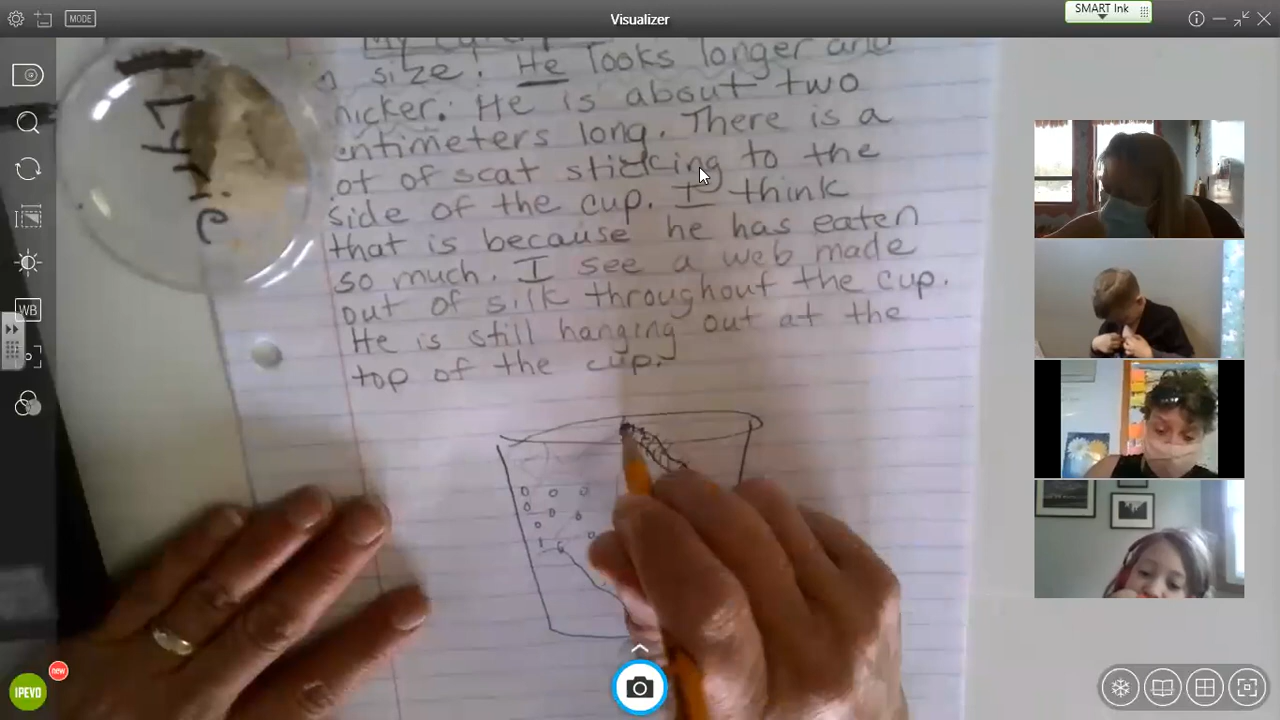 Visualizer
SMART Ink
MODE
My
size! He looks longer and
nicker. He is about two
entimeters long. There is a
ot of scat sticking to the
side of the cup. I think
that is because he has eaten
so much. I see a web made
out of silk throughout the cup.
He is still hanging out at the
top of the cup.
WB
new
IPEVO